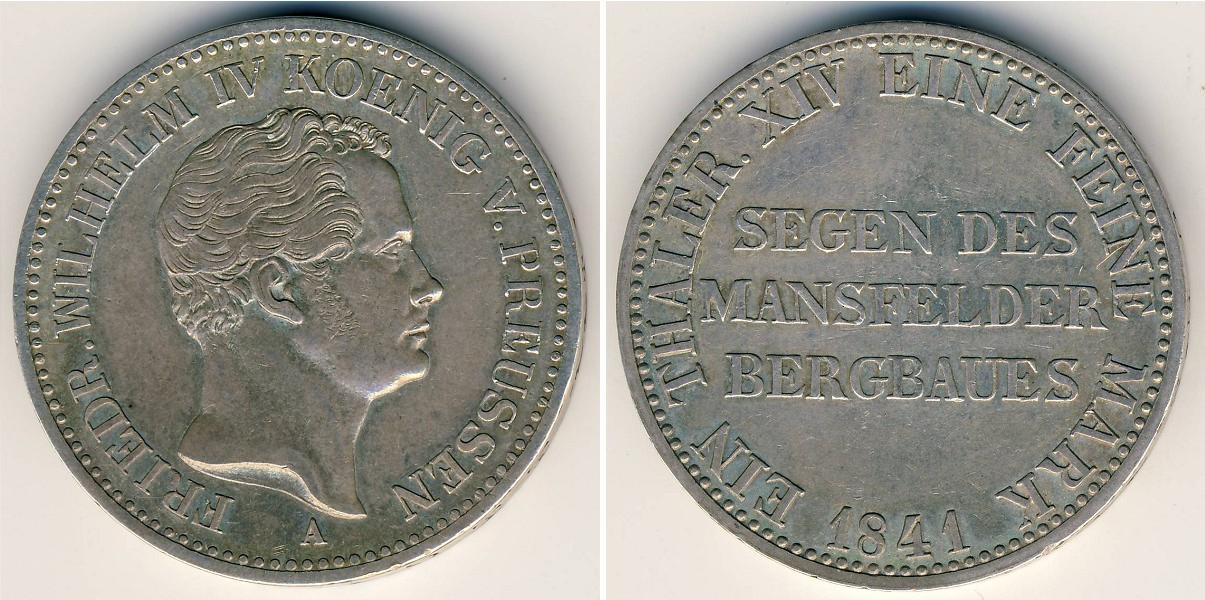 FRIEDR. WILHELM IV KOENIG V. PREUSSEN
A
EIN THALER. XIV EINE FEINE MARK
SEGEN DES
MANSFELDER
BERGBAUES
1841